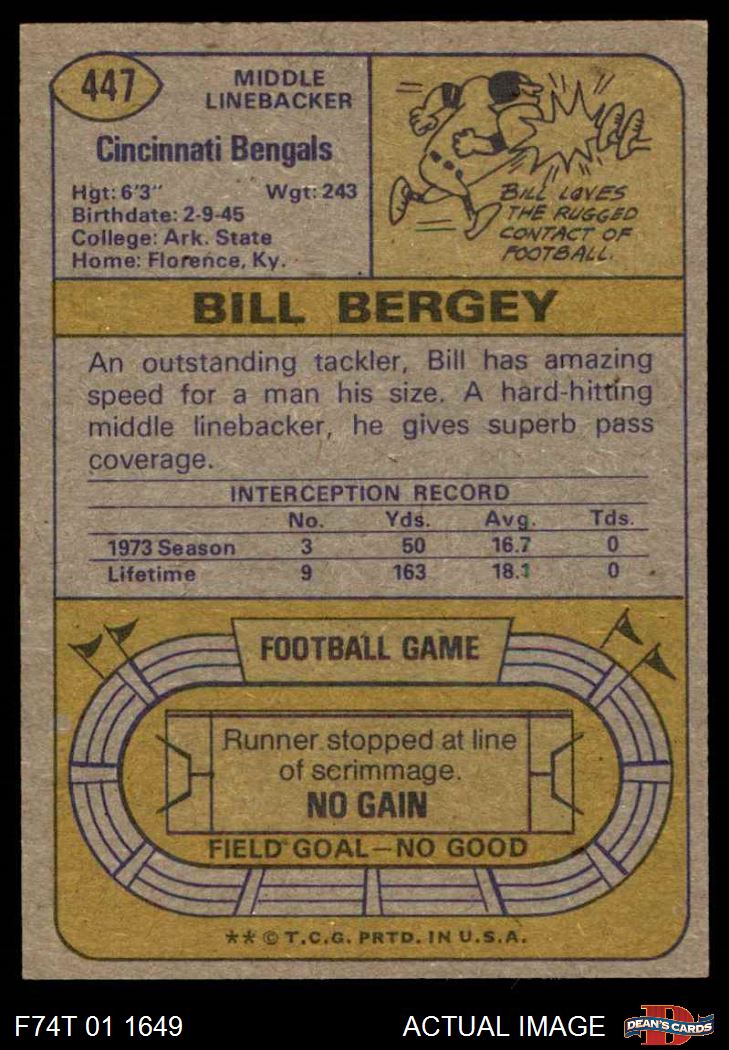 447
MIDDLE
LINEBACKER
Cincinnati Bengals
Hgt: 6'3" Wgt: 243
Birthdate: 2-9-45
College: Ark. State
Home: Florence, Ky.
BILL LOVES
THE RUGGED
CONTACT OF
FOOTBALL.
BILL BERGEY
An outstanding tackler, Bill has amazing
speed for a man his size. A hard-hitting
middle linebacker, he gives superb pass
coverage.
INTERCEPTION RECORD
No. Yds. Avg. Tds.
1973 Season 3 50 16.7 0
Lifetime 9 163 18.1 0
FOOTBALL GAME
Runner stopped at line
of scrimmage.
NO GAIN
FIELD GOAL—NO GOOD
** © T.C.G. PRTD. IN U.S.A.
F74T 01 1649 ACTUAL IMAGE D DEAN'S CARDS